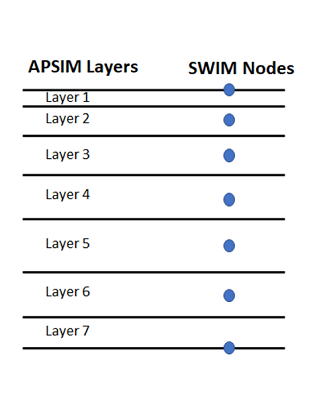 APSIM Layers
SWIM Nodes
Layer 1
Layer 2
Layer 3
Layer 4
Layer 5
Layer 6
Layer 7